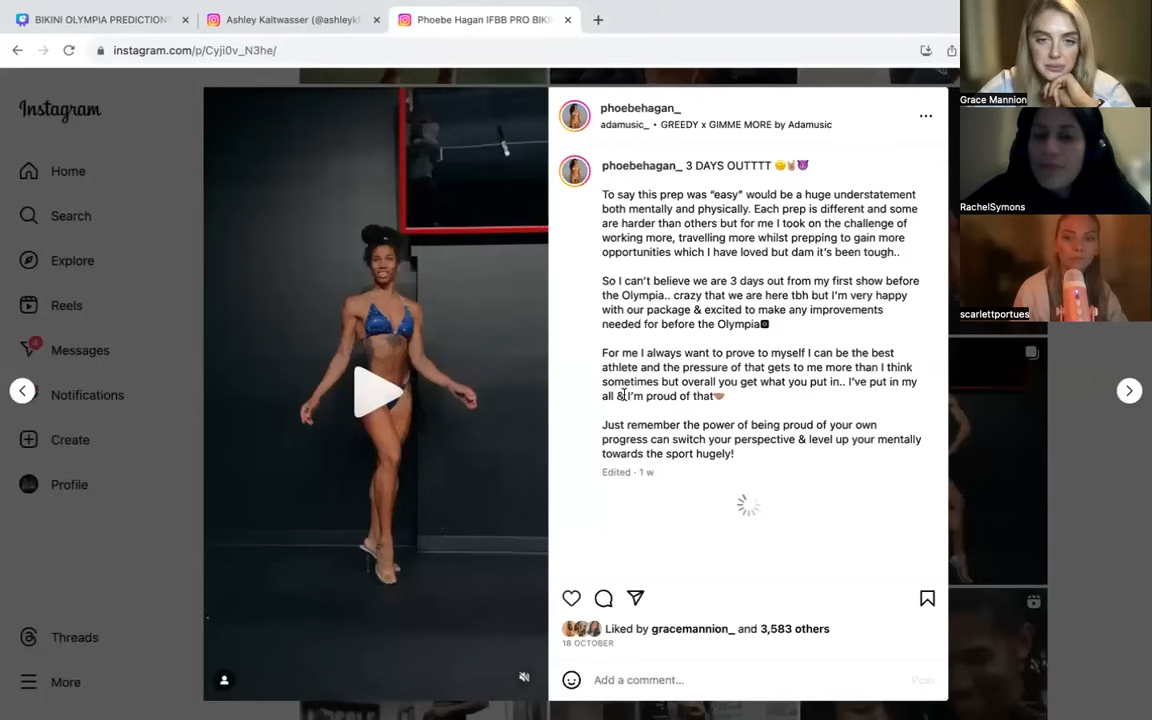 BIKINI OLYMPIA PREDICTION
Ashley Kaltwasser (@ashleyk
Phoebe Hagan IFBB PRO BIKI
instagram.com/p/Cyji0v_N3he/
Instagram
Home
Search
Explore
Reels
4
Messages
Notifications
Create
Profile
Threads
More
phoebehagan_
adamusic_ • GREEDY x GIMME MORE by Adamusic
phoebehagan_ 3 DAYS OUTTTT 🫡🤘🏽😈
To say this prep was "easy" would be a huge understatement
both mentally and physically. Each prep is different and some
are harder than others but for me I took on the challenge of
working more, travelling more whilst prepping to gain more
opportunities which I have loved but dam it's been tough..
So I can't believe we are 3 days out from my first show before
the Olympia.. crazy that we are here tbh but I'm very happy
with our package & excited to make any improvements
needed for before the Olympia
For me I always want to prove to myself I can be the best
athlete and the pressure of that gets to me more than I think
sometimes but overall you get what you put in.. I've put in my
all & I'm proud of that🤝🏽
Just remember the power of being proud of your own
progress can switch your perspective & level up your mentally
towards the sport hugely!
Edited · 1 w
Liked by gracemannion_ and 3,583 others
18 OCTOBER
Add a comment...
Post
Grace Mannion
RachelSymons
scarlettportues